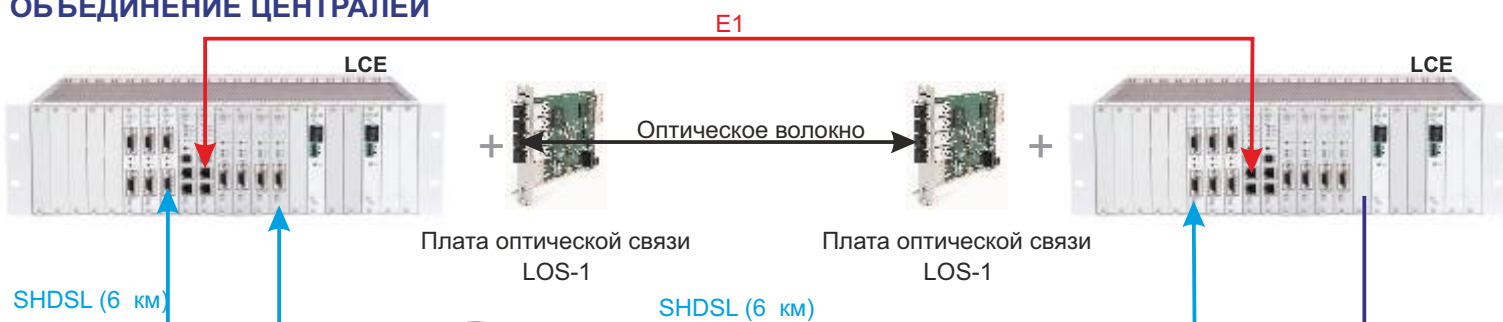 ОБЪЕДИНЕНИЕ ЦЕНТРАЛЕЙ
E1
LCE
LCE
+
Оптическое волокно
+
Плата оптической связи
LOS-1
Плата оптической связи
LOS-1
SHDSL (6 км)
SHDSL (6 км)